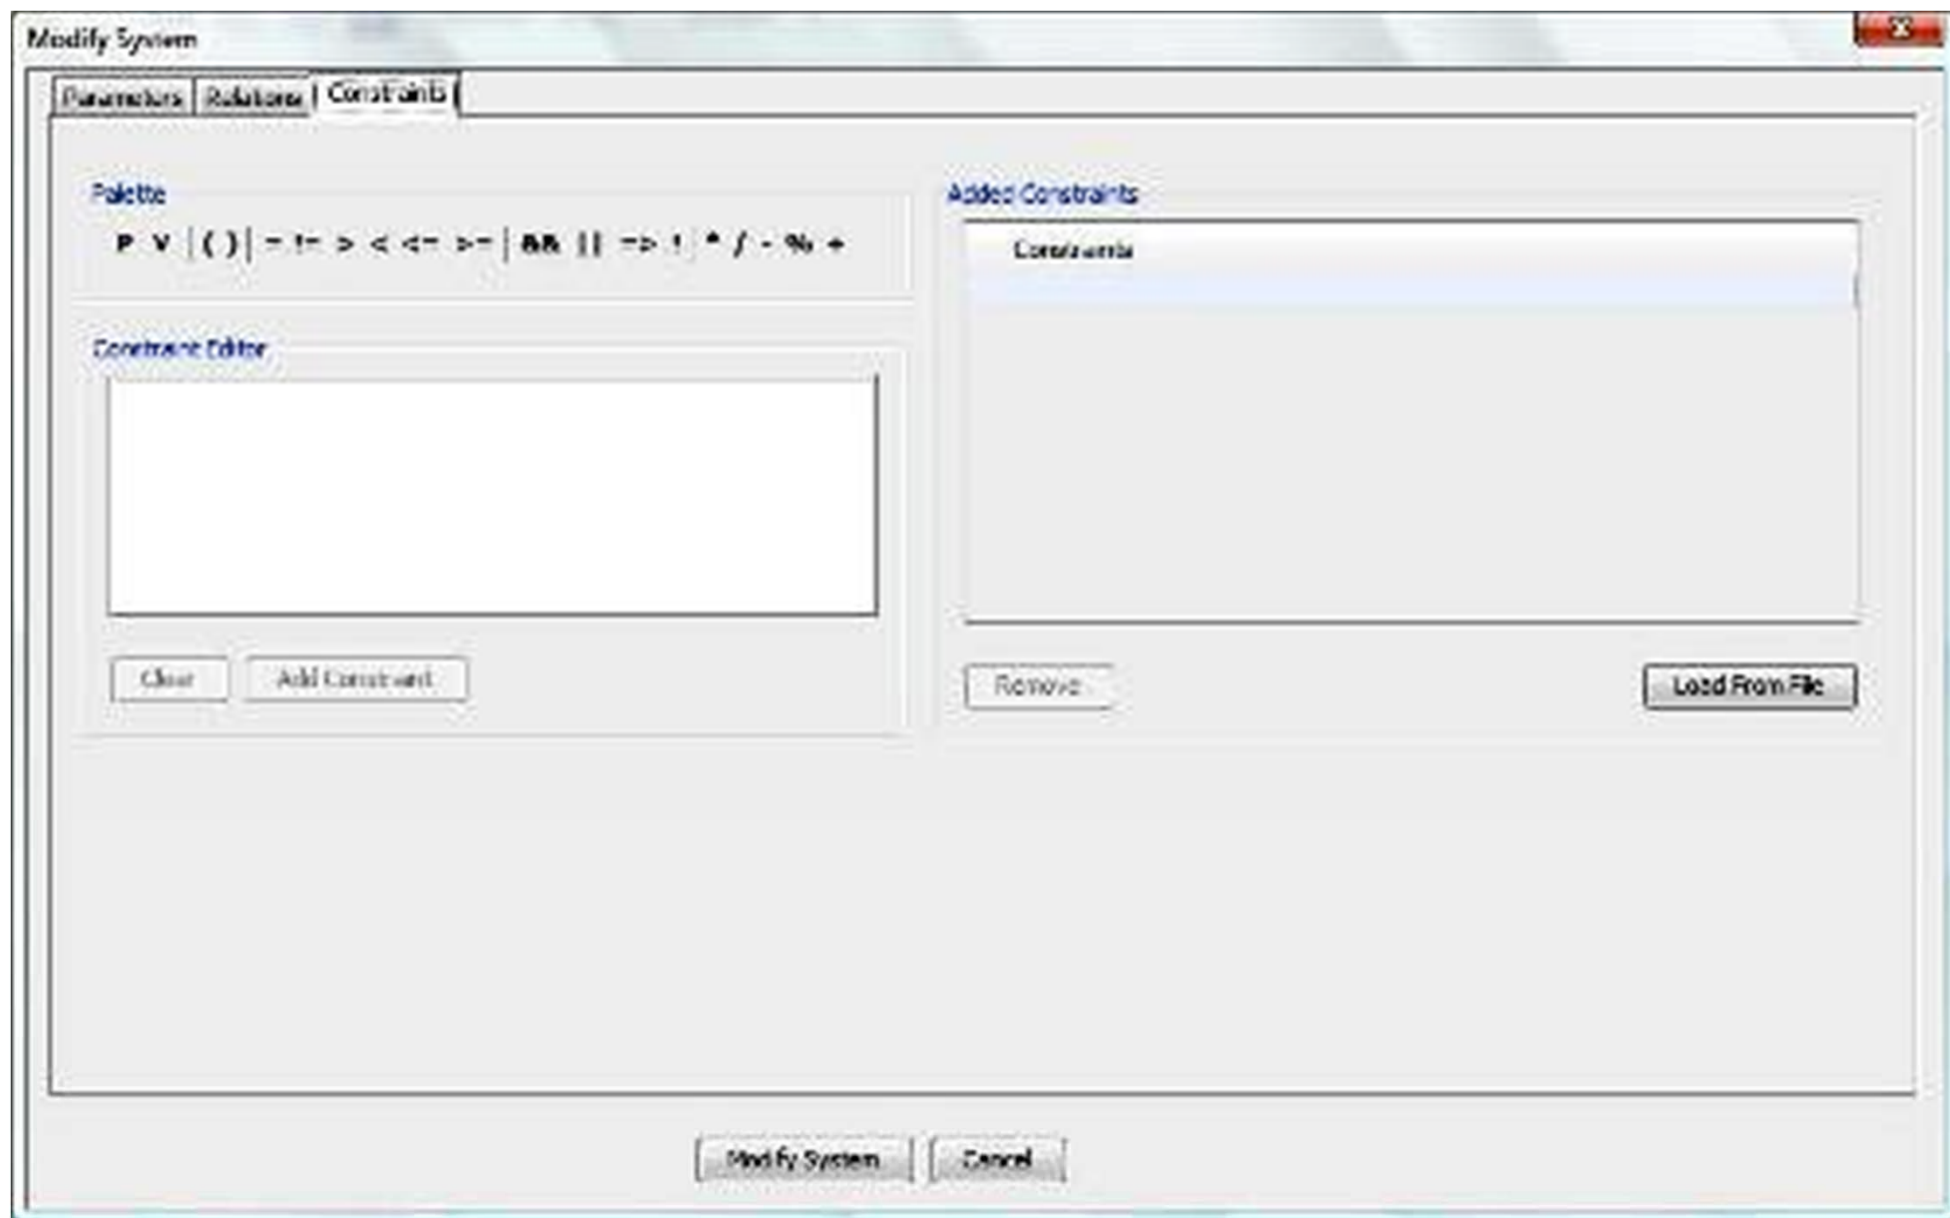 Modify System
Parameters Relations Constraints
Palette
P V | ( ) | = != > < <= >= | && || => ! | * / - % +
Constraint Editor
Clear Add Constraint
Added Constraints
Constraints
Remove Load From File
Modify System Cancel